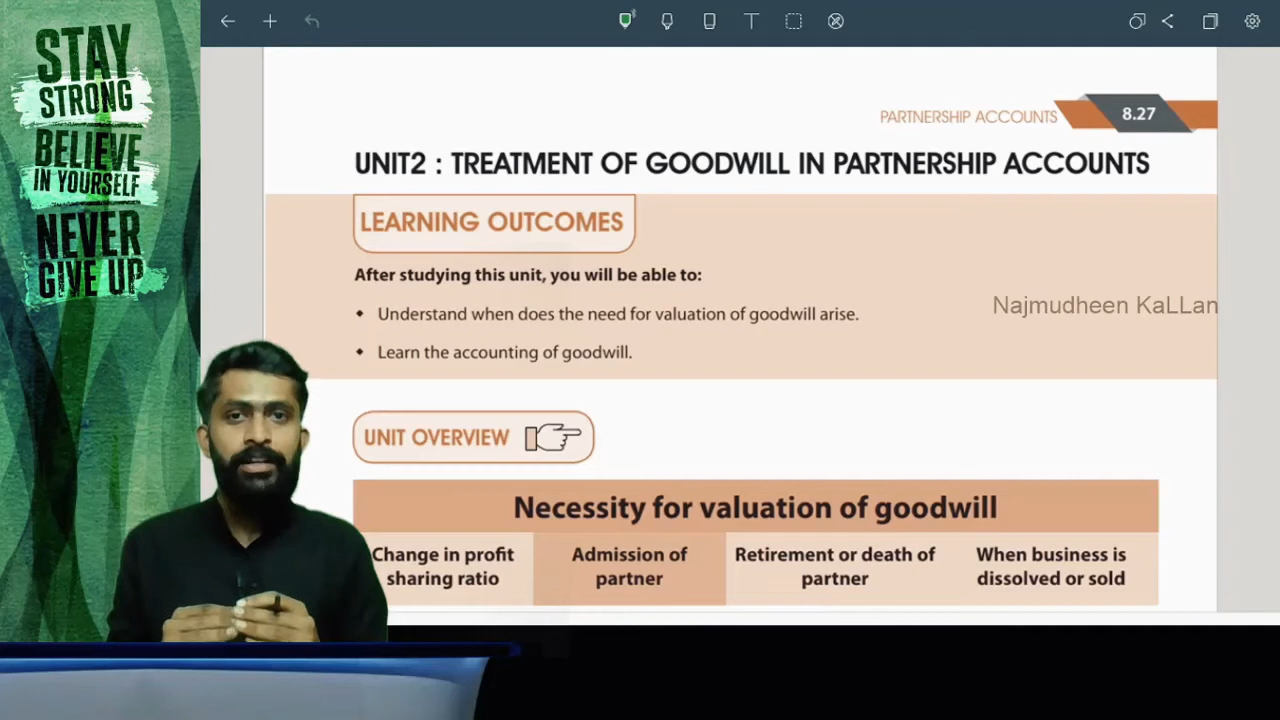 STAY
STRONG
BELIEVE
IN YOURSELF
NEVER
GIVE UP
PARTNERSHIP ACCOUNTS
8.27
UNIT2 : TREATMENT OF GOODWILL IN PARTNERSHIP ACCOUNTS
LEARNING OUTCOMES
After studying this unit, you will be able to:
Najmudheen KaLLan
• Understand when does the need for valuation of goodwill arise.
• Learn the accounting of goodwill.
UNIT OVERVIEW
Necessity for valuation of goodwill
Change in profit
sharing ratio
Admission of
partner
Retirement or death of
partner
When business is
dissolved or sold